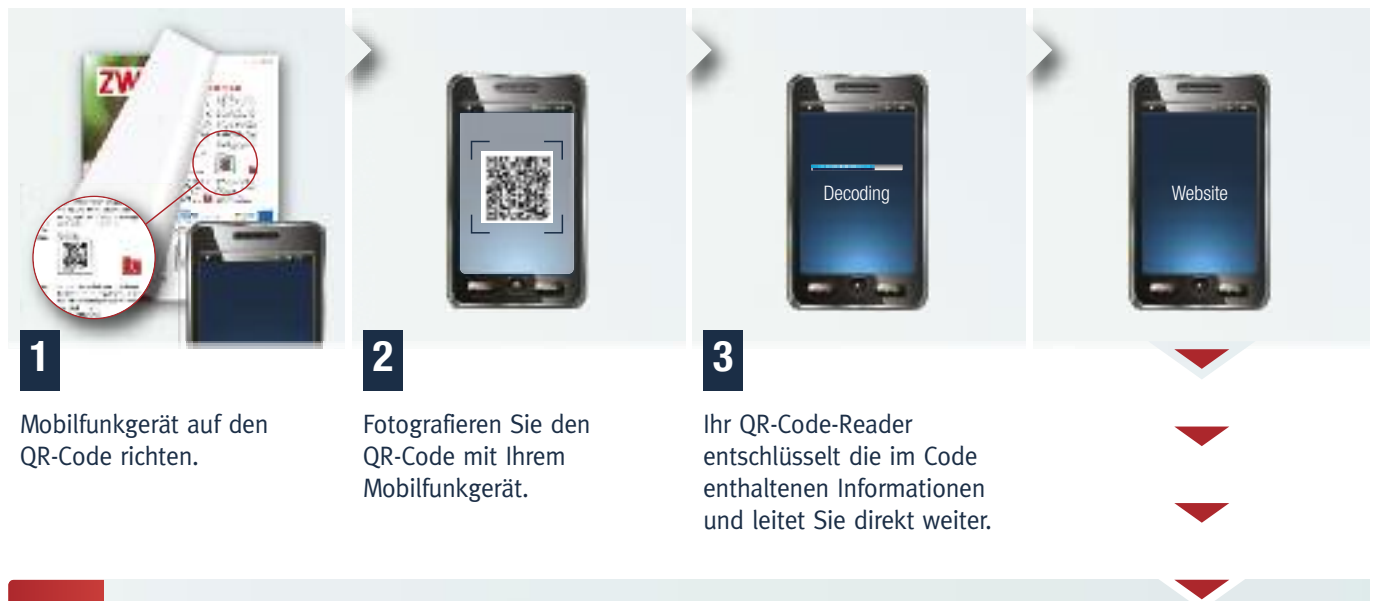 ZW
Decoding
Website
1
Mobilfunkgerät auf den
QR-Code richten.
2
Fotografieren Sie den
QR-Code mit Ihrem
Mobilfunkgerät.
3
Ihr QR-Code-Reader
entschlüsselt die im Code
enthaltenen Informationen
und leitet Sie direkt weiter.